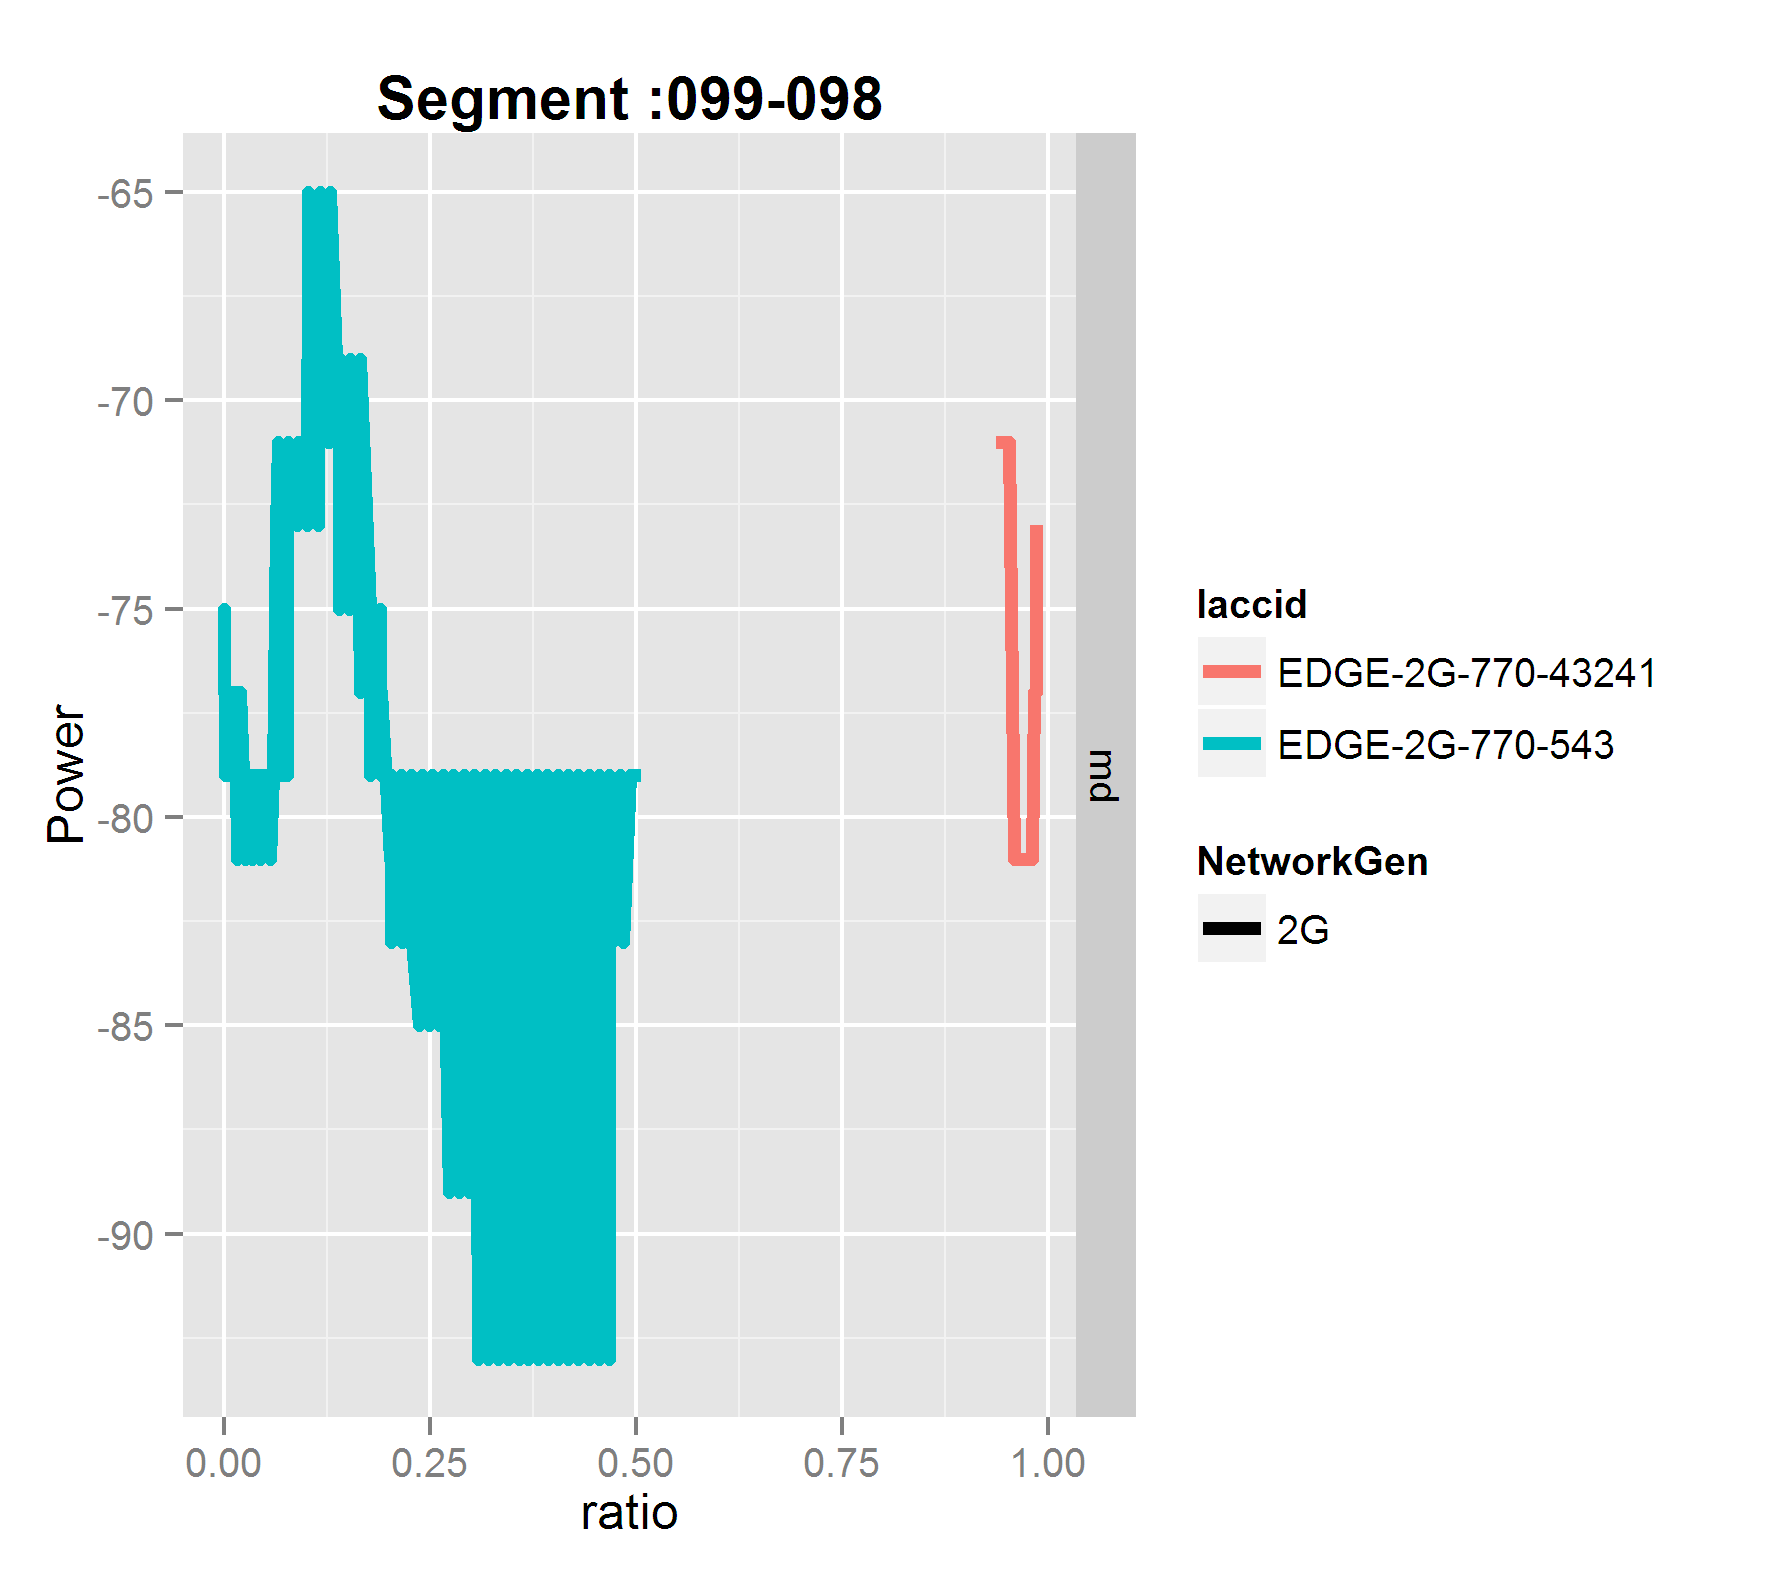 Segment :099-098
-65
-70
-75
-80
-85
-90
Power
0.00 0.25 0.50 0.75 1.00
ratio
md
laccid
EDGE-2G-770-43241
EDGE-2G-770-543
NetworkGen
2G